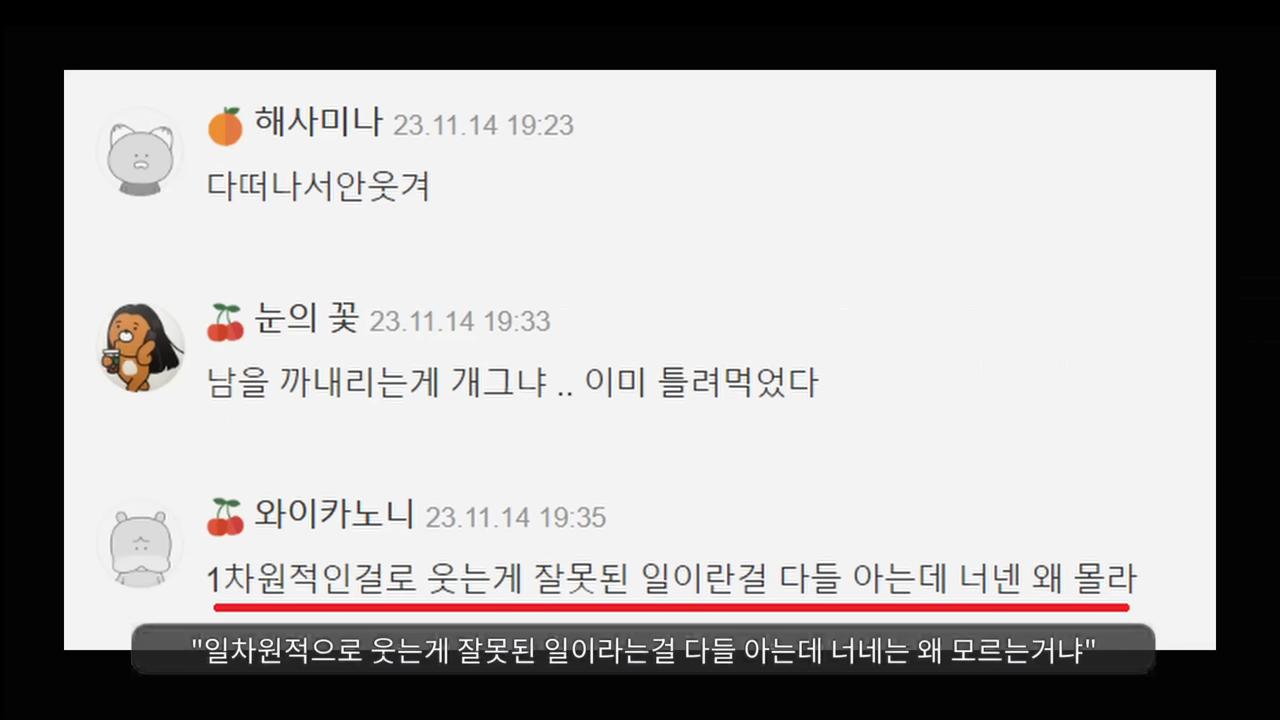 해사미나 23.11.14 19:23
다떠나서안웃겨
눈의 꽃 23.11.14 19:33
남을 까내리는게 개그냐 .. 이미 틀려먹었다
와이카노니 23.11.14 19:35
1차원적인걸로 웃는게 잘못된 일이란걸 다들 아는데 너넨 왜 몰라
"일차원적으로 웃는게 잘못된 일이라는걸 다들 아는데 너네는 왜 모르는거냐"